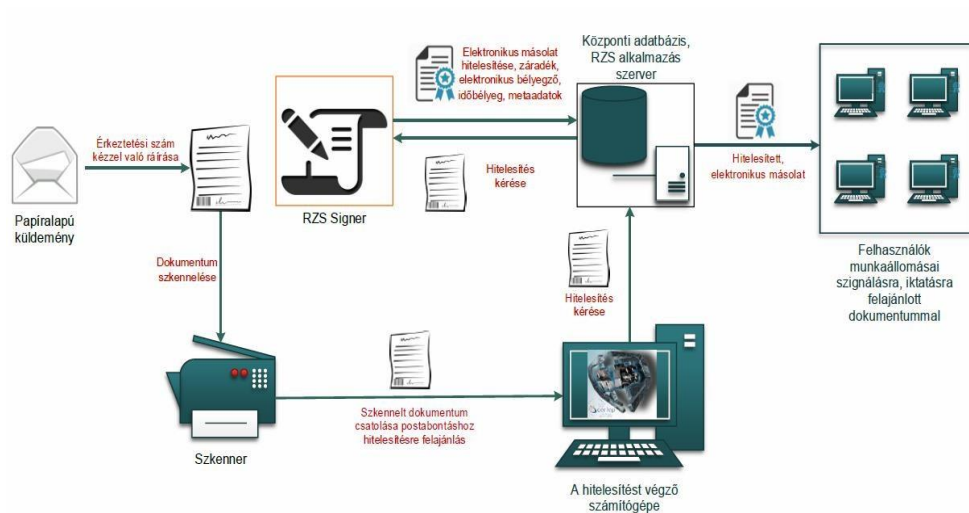 Központi adatbázis,
RZS alkalmazás
szerver
Elektronikus másolat
hitelesítése, záradék,
elektronikus bélyegző,
időbélyeg, metaadatok
Érkeztetési szám
kézzel való ráírása
Hitelesítés
kérése
Hitelesített,
elektronikus másolat
Papíralapú
küldemény
RZS Signer
Dokumentum
szkennelése
Hitelesítés
kérése
Felhasználók
munkaállomásai
szignálásra, iktatásra
felajánlott
dokumentummal
Szkennelt dokumentum
csatolása postabontáshoz
hitelesítésre felajánlás
Szkenner
A hitelesítést végző
számítógépe